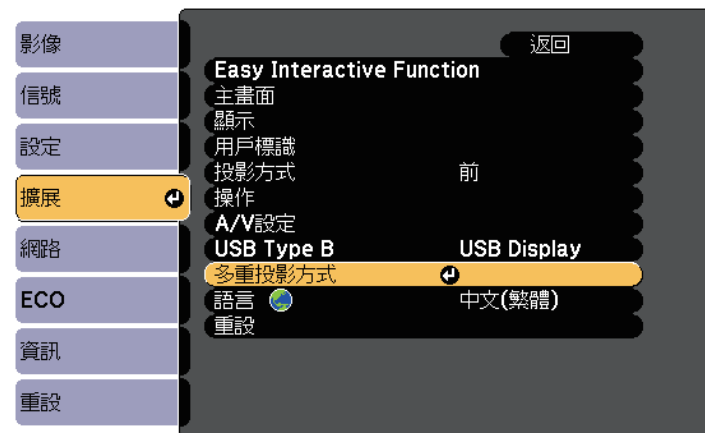 影像
信號
設定
擴展
網路
ECO
資訊
重設
返回
Easy Interactive Function
主畫面
顯示
用戶標識
投影方式 前
操作
A/V設定
USB Type B USB Display
多重投影方式
語言 中文(繁體)
重設